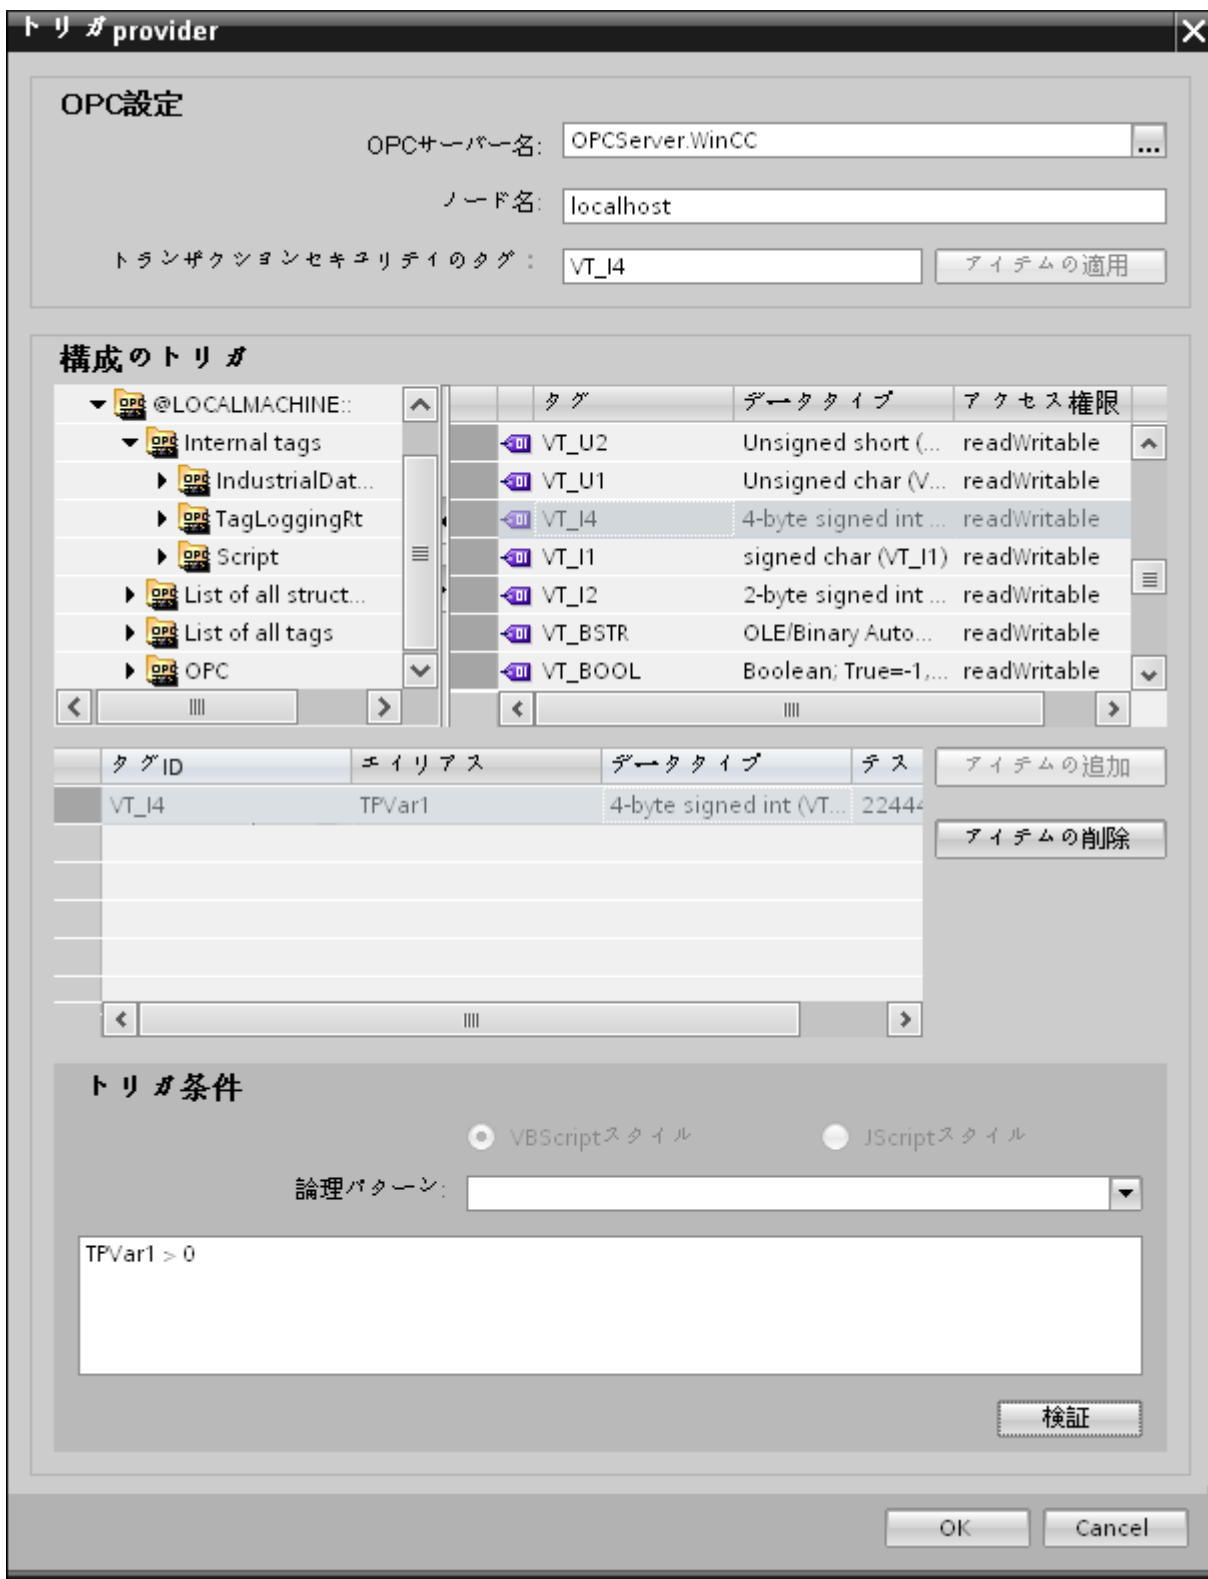 トリガprovider
OPC設定
OPCサーバー名: OPCServer.WinCC ...
ノード名: localhost
トランザクションセキュリティのタグ: VT_I4 アイテムの適用
構成のトリガ
@LOCALMACHINE::
Internal tags
IndustrialDat...
TagLoggingRt
Script
List of all struct...
List of all tags
OPC
タグ データタイプ アクセス権限
VT_U2 Unsigned short (... readWritable
VT_U1 Unsigned char (V... readWritable
VT_I4 4-byte signed int ... readWritable
VT_I1 signed char (VT_I1) readWritable
VT_I2 2-byte signed int ... readWritable
VT_BSTR OLE/Binary Auto... readWritable
VT_BOOL Boolean; True=-1,... readWritable
タグID エイリアス データタイプ テス
VT_I4 TPVar1 4-byte signed int (VT... 22444
アイテムの追加
アイテムの削除
トリガ条件
VBScriptスタイル JScriptスタイル
論理パターン:
TPVar1 > 0
検証
OK Cancel